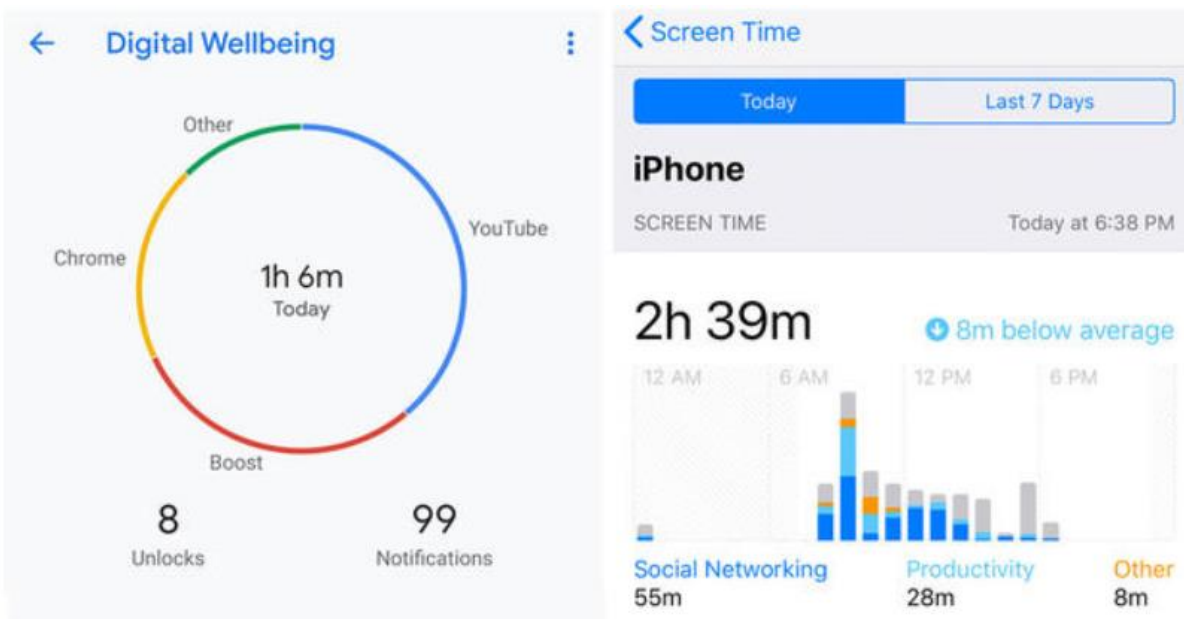 Digital Wellbeing
Other
YouTube
Chrome
1h 6m
Today
Boost
8
Unlocks
99
Notifications
Screen Time
Today
Last 7 Days
iPhone
SCREEN TIME
Today at 6:38 PM
2h 39m
8m below average
12 AM
6 AM
12 PM
6 PM
Social Networking
55m
Productivity
28m
Other
8m